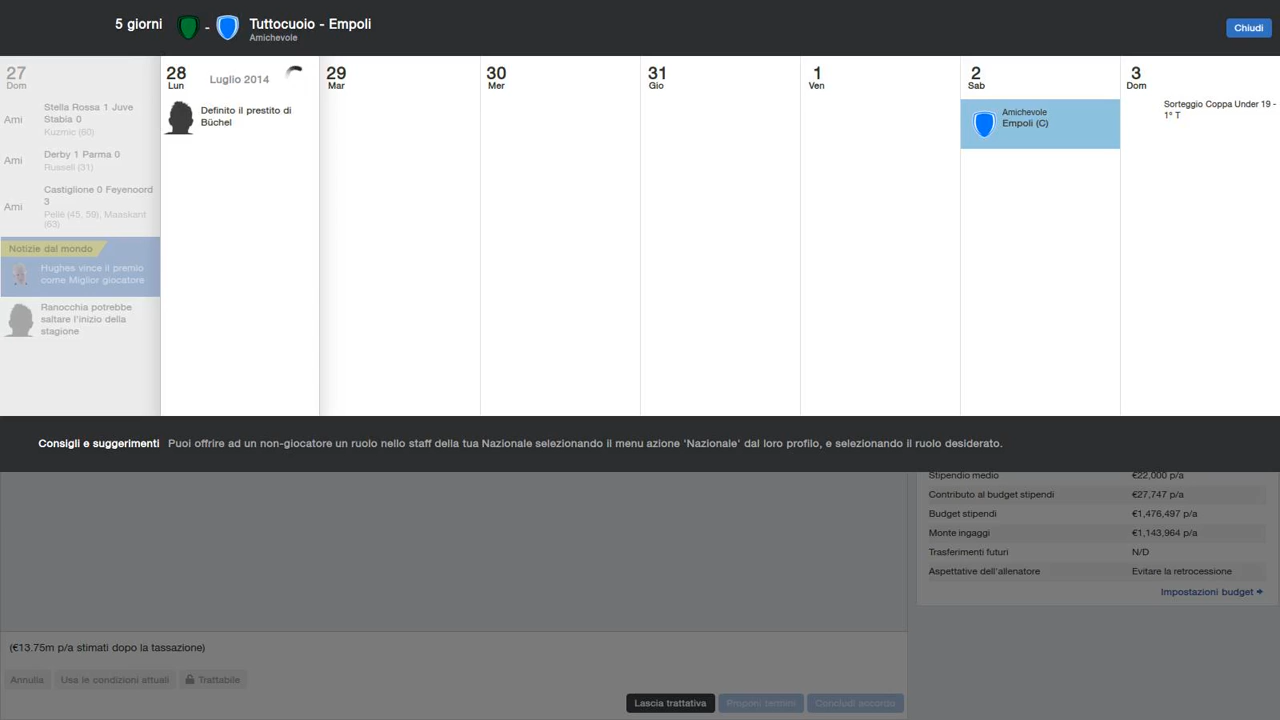 5 giorni
-
Tuttocuoio - Empoli
Amichevole
Chiudi
27
Dom
Ami
Stella Rossa 1 Juve
Stabia 0
Kuzmic (60)
Ami
Derby 1 Parma 0
Russell (31)
Ami
Castiglione 0 Feyenoord
3
Pellè (45, 59), Maaskant
(63)
Notizie dal mondo
Hughes vince il premio
come Miglior giocatore
Ranocchia potrebbe
saltare l'inizio della
stagione
28
Lun
Luglio 2014
Definito il prestito di
Büchel
29
Mar
30
Mer
31
Gio
1
Ven
2
Sab
Amichevole
Empoli (C)
3
Dom
Sorteggio Coppa Under 19 -
1° T
Consigli e suggerimenti Puoi offrire ad un non-giocatore un ruolo nello staff della tua Nazionale selezionando il menu azione 'Nazionale' dal loro profilo, e selezionando il ruolo desiderato.
Stipendio medio €22,000 p/a
Contributo al budget stipendi €27,747 p/a
Budget stipendi €1,476,497 p/a
Monte ingaggi €1,143,964 p/a
Trasferimenti futuri N/D
Aspettative dell'allenatore Evitare la retrocessione
Impostazioni budget
(€13.75m p/a stimati dopo la tassazione)
Annulla
Usa le condizioni attuali
Trattabile
Lascia trattativa
Proponi termini
Concludi accordo